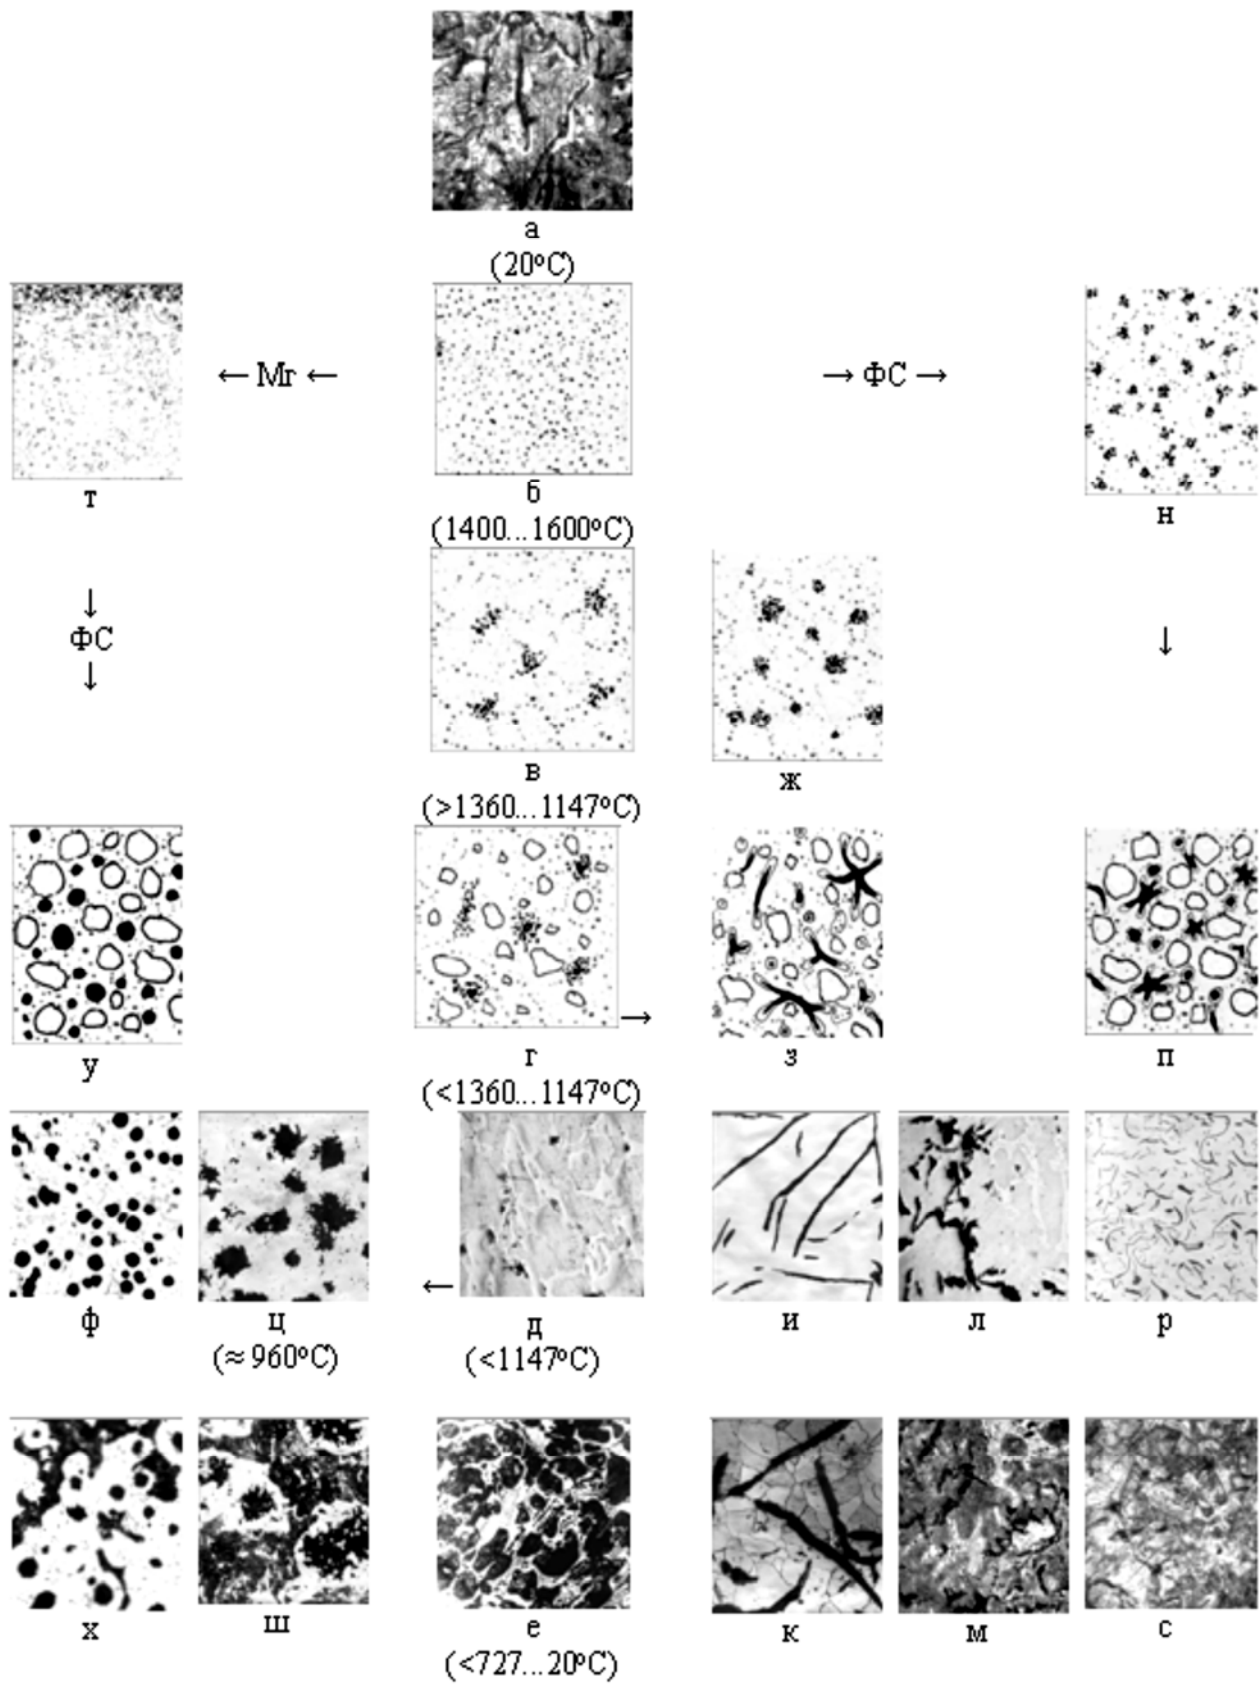 а
(20°C)
← Mг ←
→ ФС →
т
б
(1400...1600°C)
н
↓
ФС
↓
↓
в
(>1360...1147°C)
ж
у
г
(<1360...1147°C)
→
з
п
ф
ц
(≈960°C)
←
д
(<1147°C)
и
л
р
х
ш
е
(<727...20°C)
к
м
с